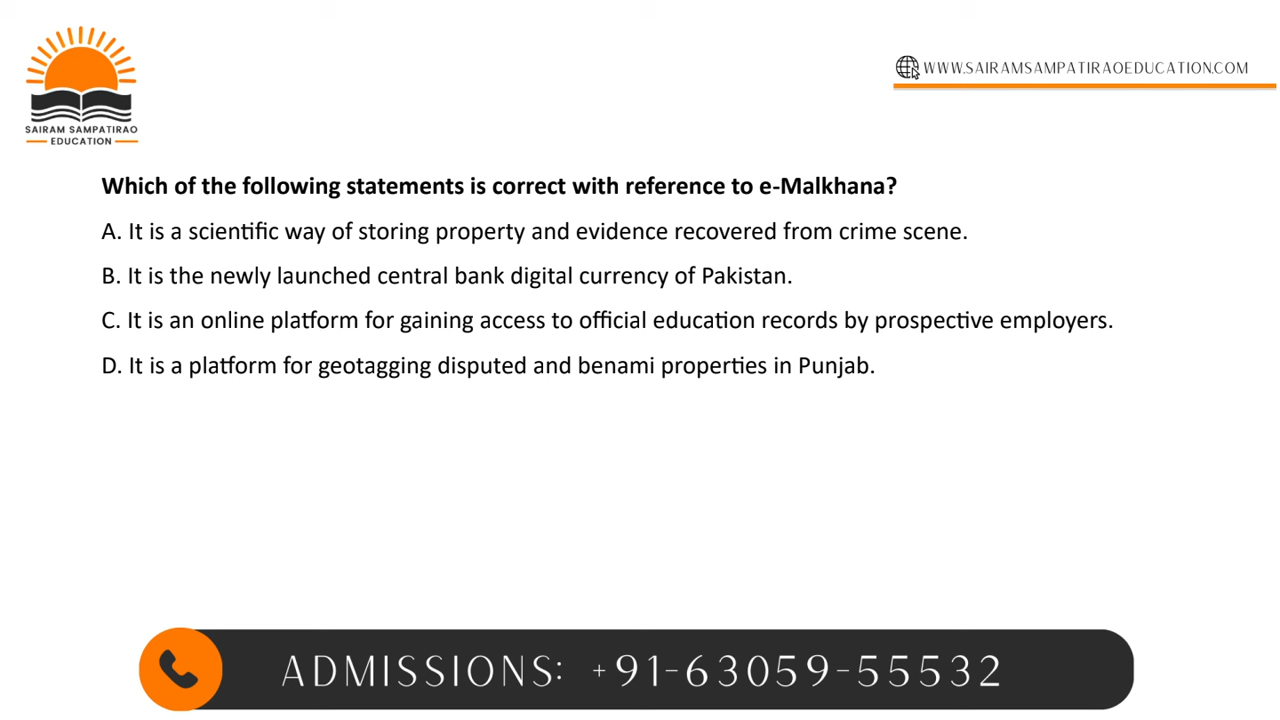 SAIRAM SAMPATIRAO
EDUCATION
WWW.SAIRAMSAMPATIRAOEDUCATION.COM
Which of the following statements is correct with reference to e-Malkhana?
A. It is a scientific way of storing property and evidence recovered from crime scene.
B. It is the newly launched central bank digital currency of Pakistan.
C. It is an online platform for gaining access to official education records by prospective employers.
D. It is a platform for geotagging disputed and benami properties in Punjab.
ADMISSIONS: +91-63059-55532